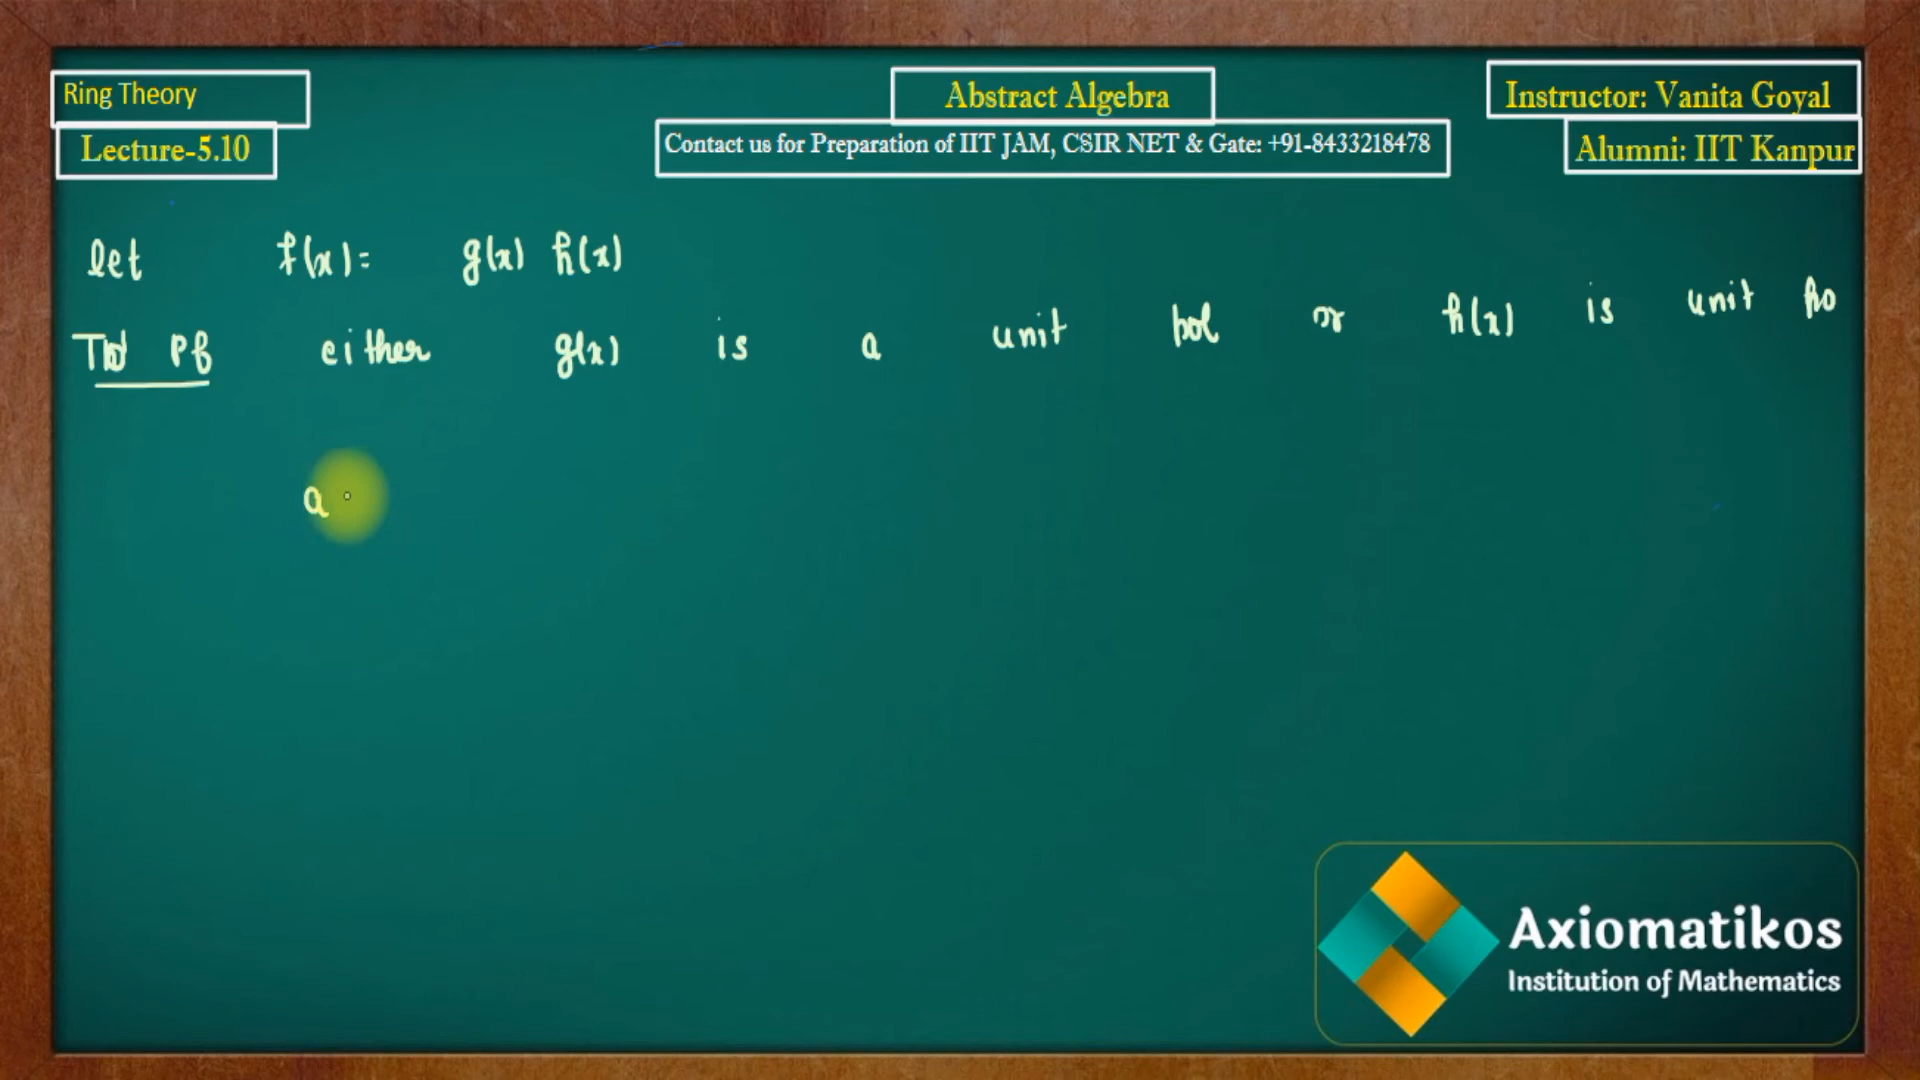 Ring Theory
Abstract Algebra
Instructor: Vanita Goyal
Lecture-5.10
Contact us for Preparation of IIT JAM, CSIR NET & Gate: +91-8433218478
Alumni: IIT Kanpur
let f(x)= g(x) h(x)
either g(x) is a unit pol or h(x) is unit po
a
Axiomatikos
Institution of Mathematics